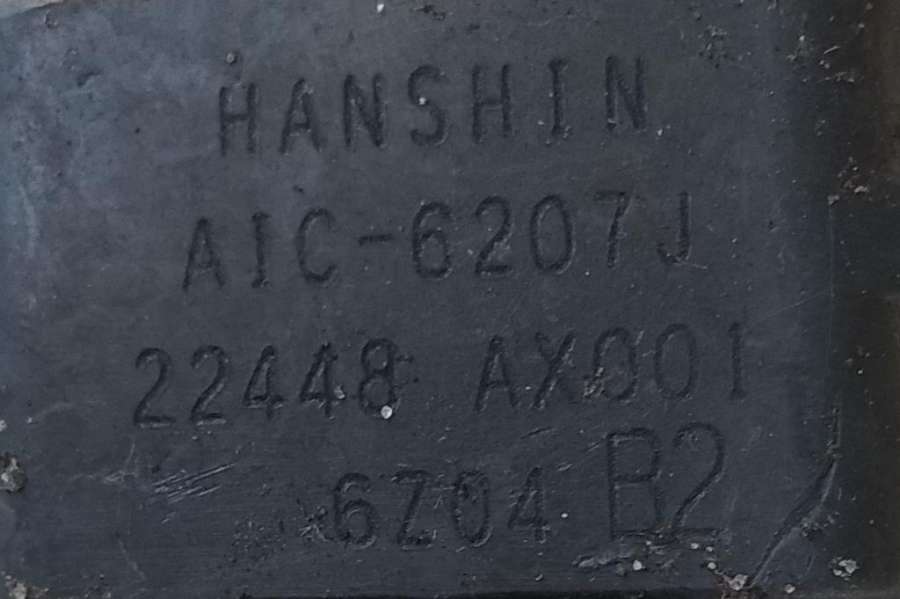 HANSHIN
AIC-6207J
22448 AX001
6Z04 B2